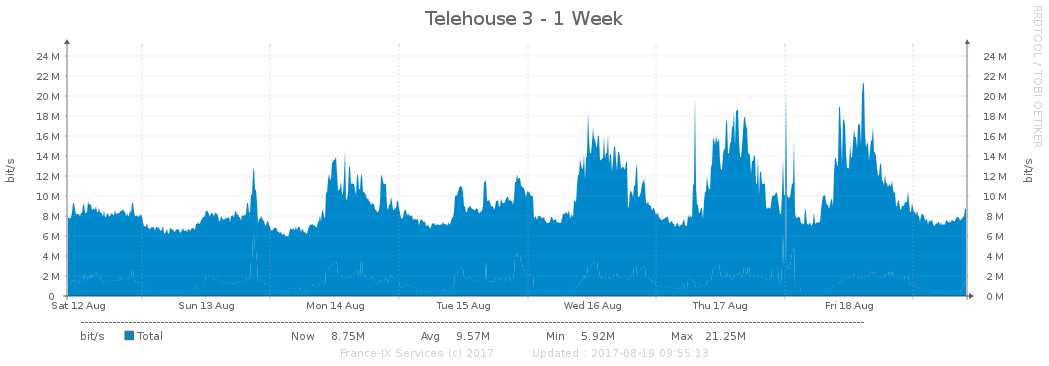 Telehouse 3 - 1 Week
RRDTOOL / TOBI OETIKER
bit/s
24 M 24 M
22 M 22 M
20 M 20 M
18 M 18 M
16 M 16 M
14 M 14 M
12 M 12 M
10 M 10 M
8 M 8 M
6 M 6 M
4 M 4 M
2 M 2 M
0 0 M
bit/s
Sat 12 Aug Sun 13 Aug Mon 14 Aug Tue 15 Aug Wed 16 Aug Thu 17 Aug Fri 18 Aug
bit/s Total Now 8.75M Avg 9.57M Min 5.92M Max 21.25M
France-IX Services (c) 2017 Updated : 2017-08-19 09:55:13